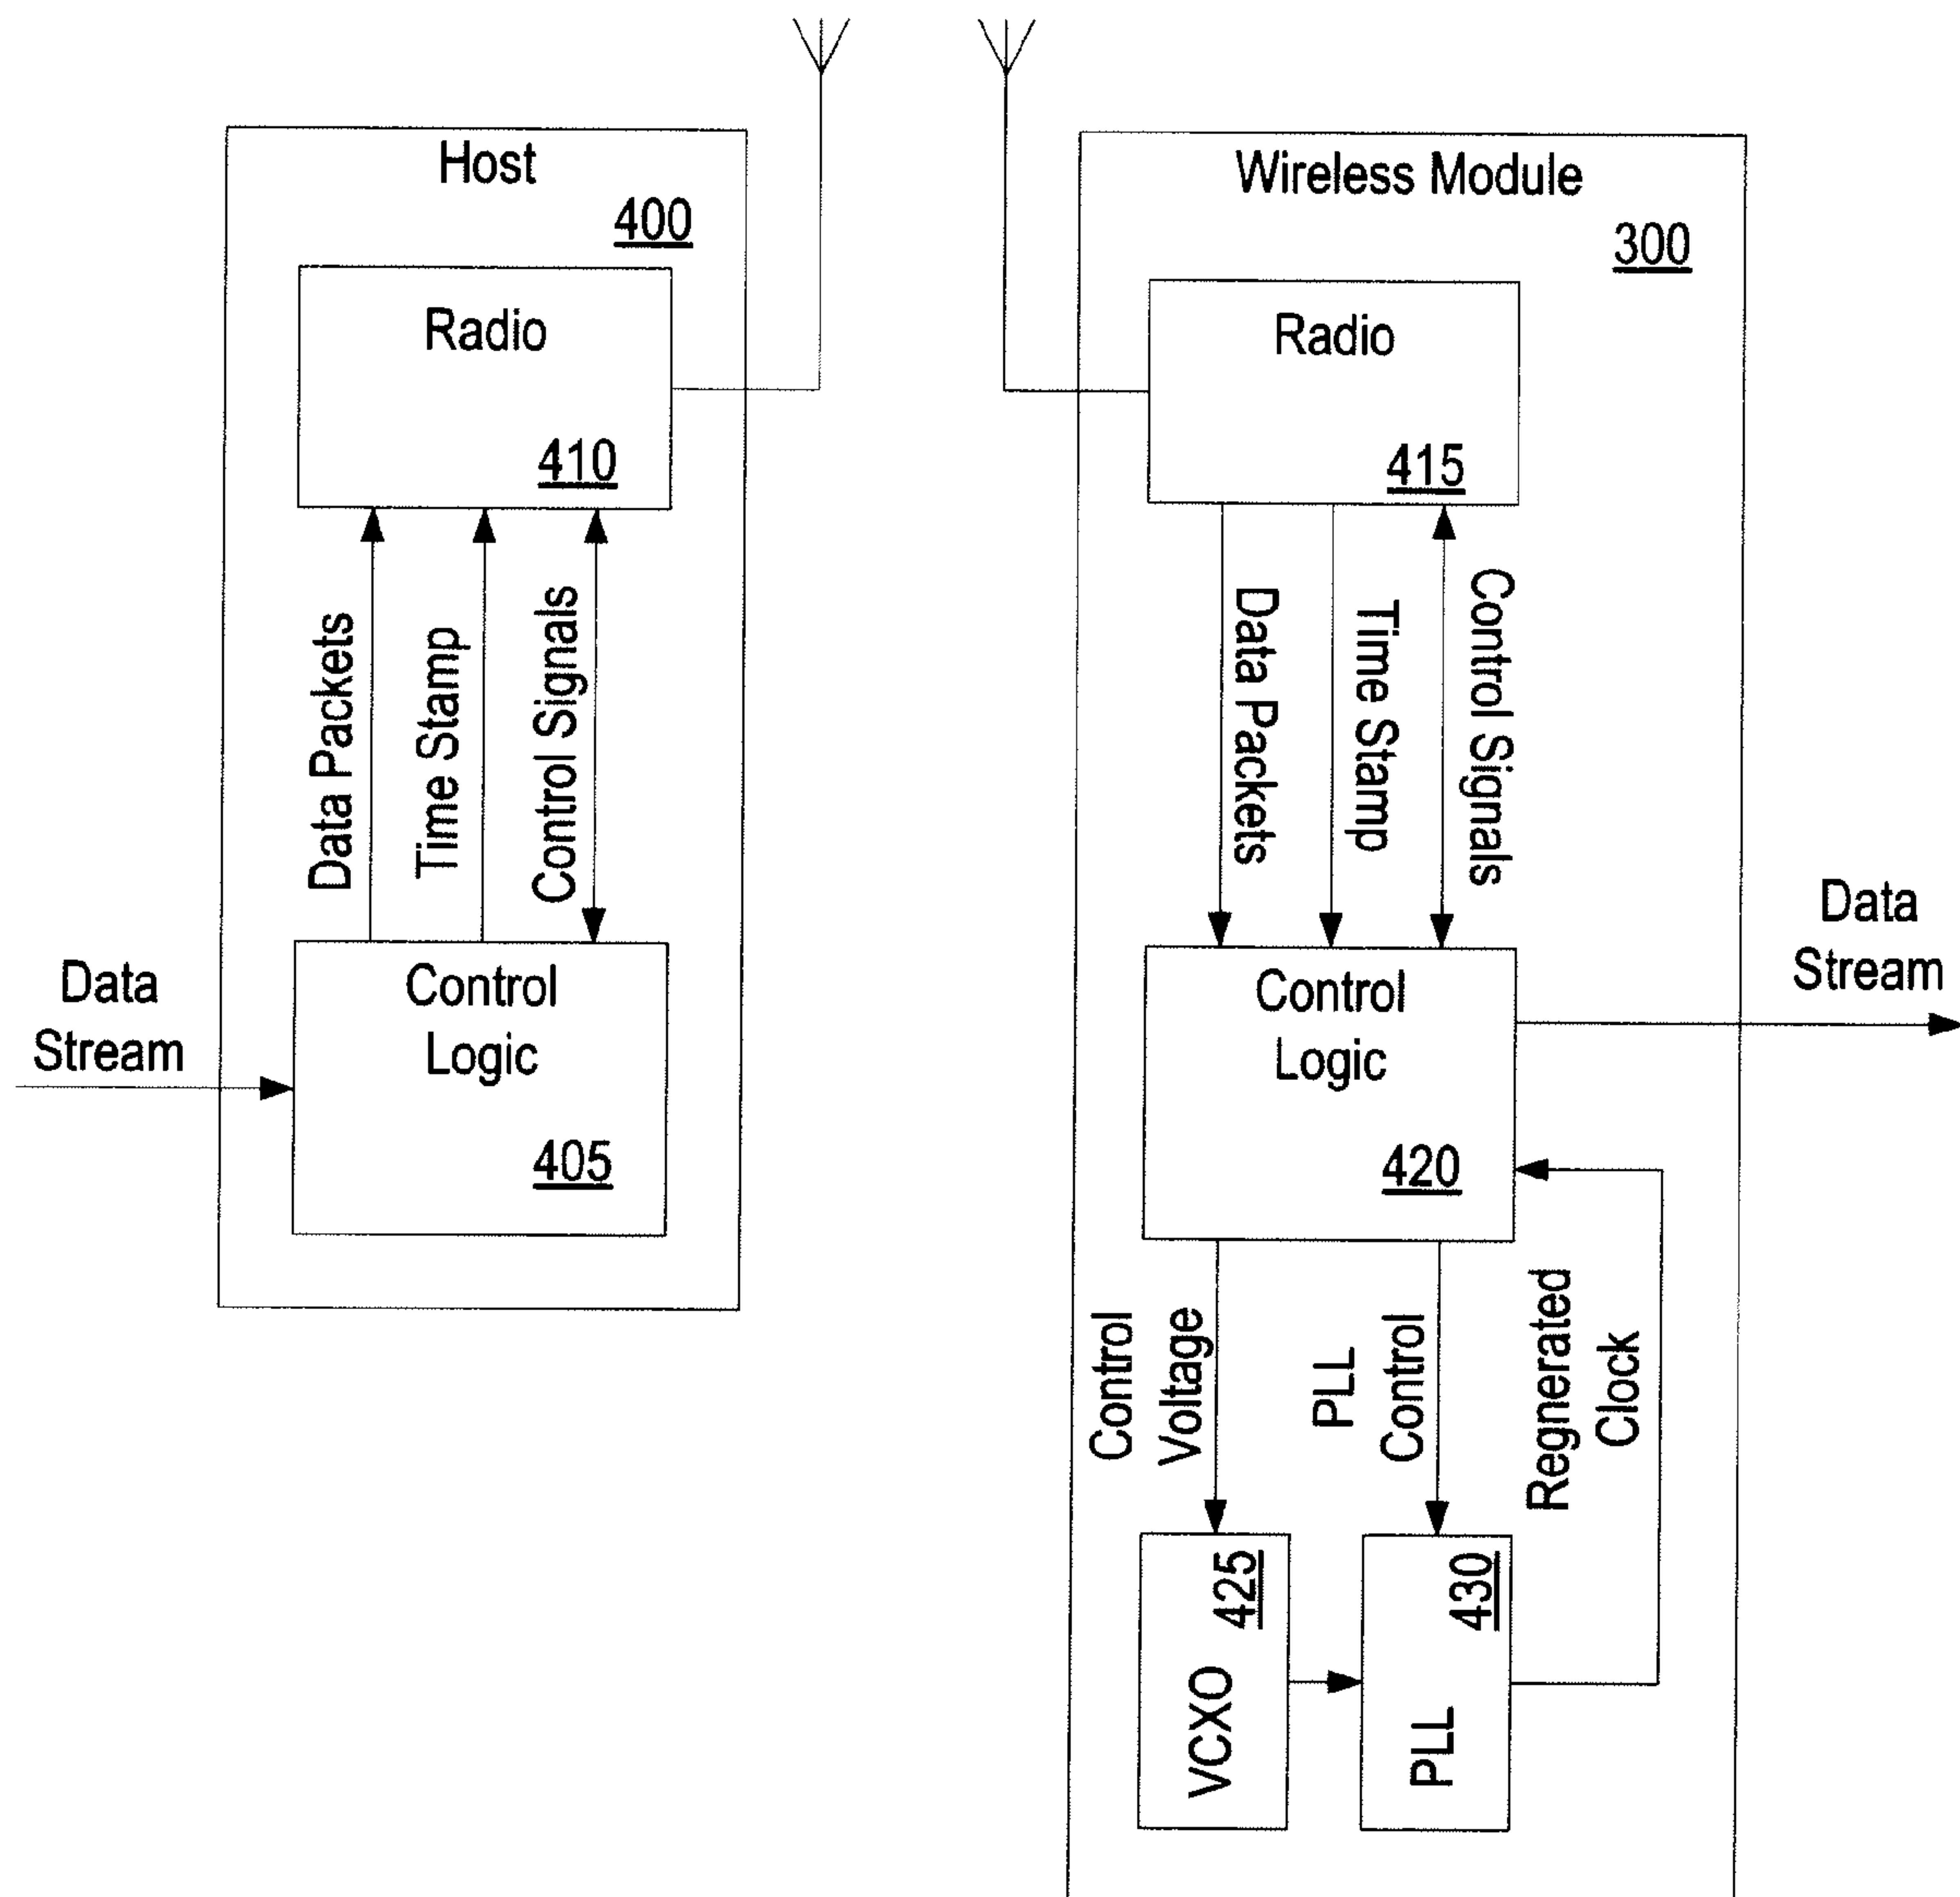 Host
400
Radio
410
Data Packets
Time Stamp
Control Signals
Data
Stream
Control
Logic
405
Wireless Module
300
Radio
415
Data Packets
Time Stamp
Control Signals
Control
Logic
420
Data
Stream
Control
Voltage
PLL
Control
Regnerated
Clock
VCXO
425
PLL
430